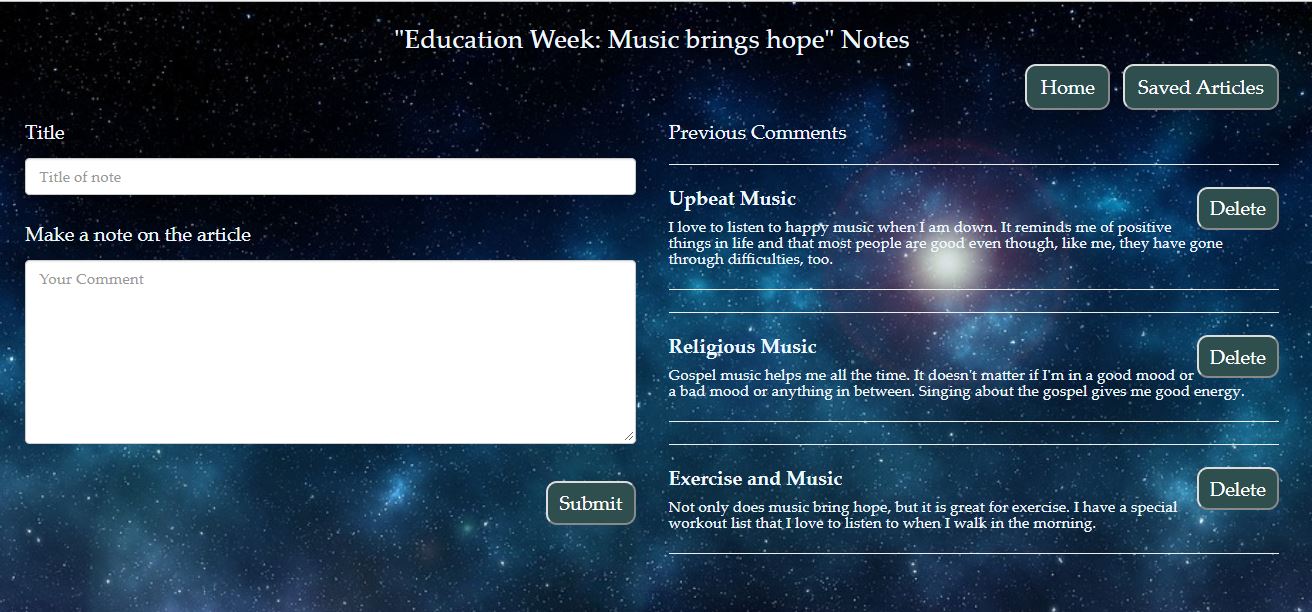 "Education Week: Music brings hope" Notes
Home
Saved Articles
Title
Title of note
Make a note on the article
Your Comment
Submit
Previous Comments
Upbeat Music
Delete
I love to listen to happy music when I am down. It reminds me of positive
things in life and that most people are good even though, like me, they have gone
through difficulties, too.
Religious Music
Delete
Gospel music helps me all the time. It doesn't matter if I'm in a good mood or
a bad mood or anything in between. Singing about the gospel gives me good energy.
Exercise and Music
Delete
Not only does music bring hope, but it is great for exercise. I have a special
workout list that I love to listen to when I walk in the morning.